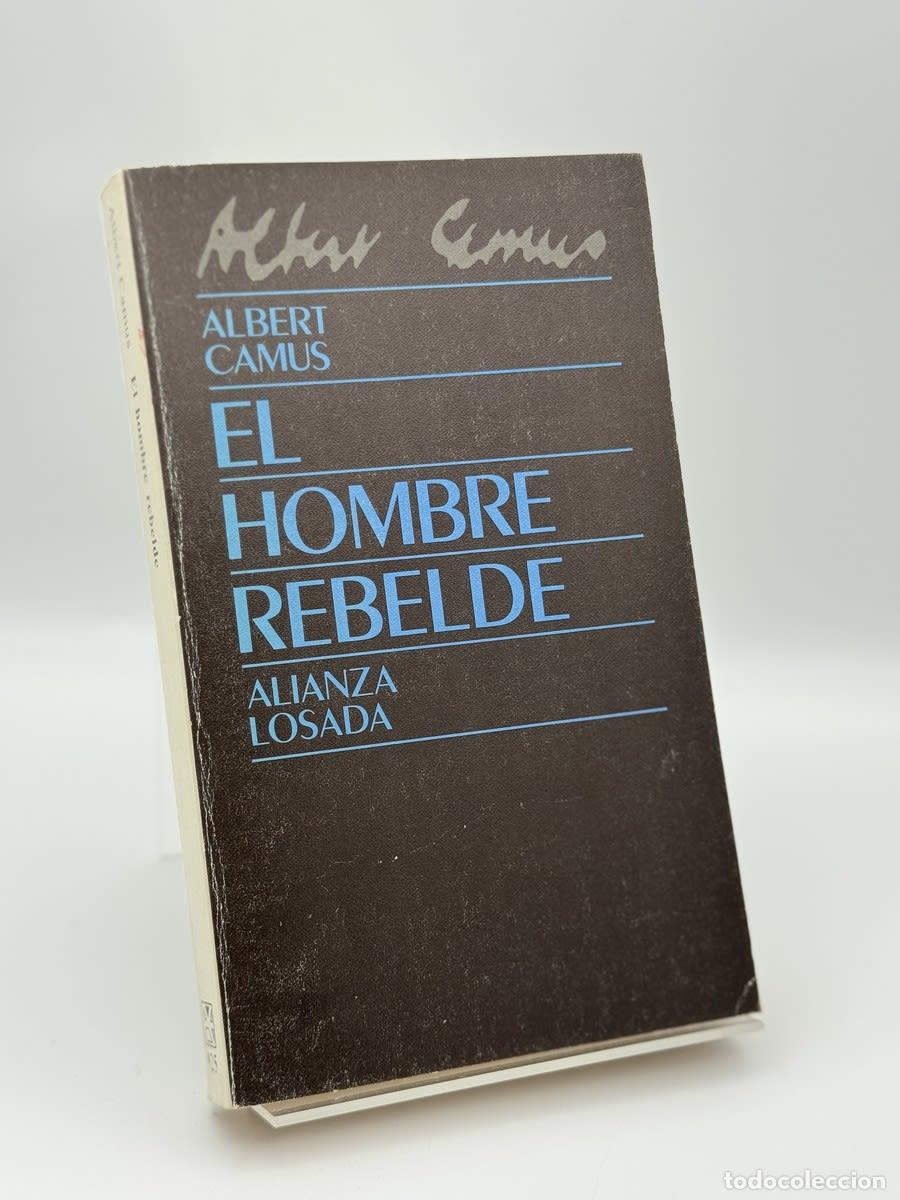 Albert Camus
ALBERT
CAMUS
EL
HOMBRE
REBELDE
ALIANZA
LOSADA
Albert Camus El hombre rebelde
todocoleccion